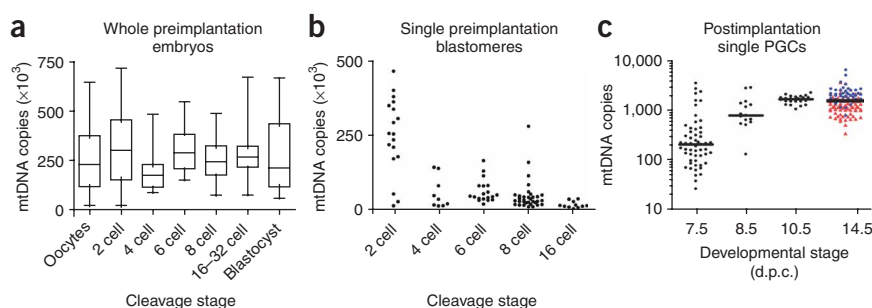 a
Whole preimplantation
embryos
mtDNA copies (×10³)
750
500
250
0
Oocytes
2 cell
4 cell
6 cell
8 cell
16–32 cell
Blastocyst
Cleavage stage
b
Single preimplantation
blastomeres
mtDNA copies (×10³)
500
250
0
2 cell
4 cell
6 cell
8 cell
16 cell
Cleavage stage
c
Postimplantation
single PGCs
mtDNA copies
10,000
1,000
100
10
7.5
8.5
10.5
14.5
Developmental stage
(d.p.c.)